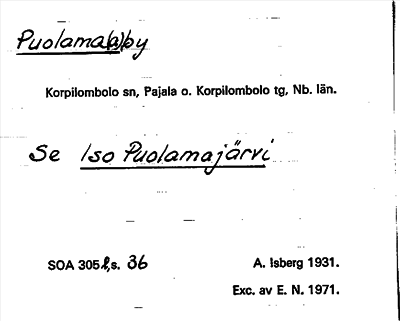 Puolama(a)by
Korpilombolo sn, Pajala o. Korpilombolo tg, Nb. län.
Se Iso Puolamajärvi
SOA 305 l, s. 36
A. Isberg 1931.
Exc. av E. N. 1971.